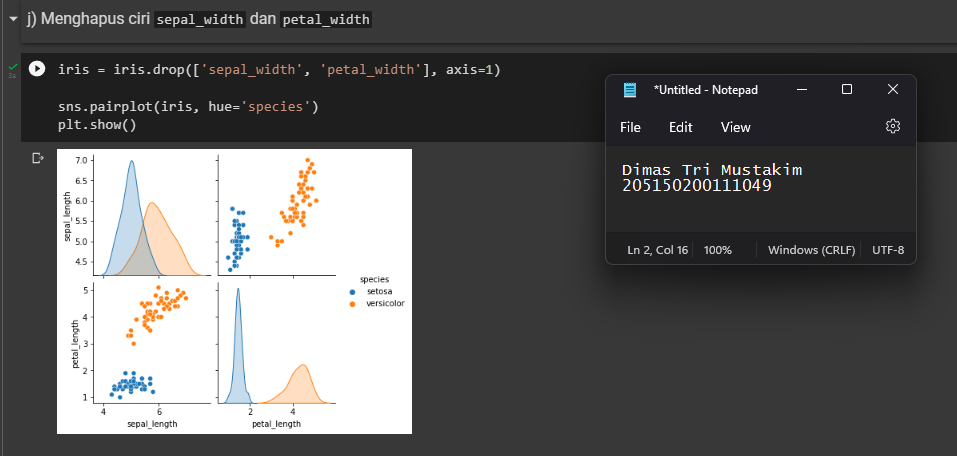 j) Menghapus ciri sepal_width dan petal_width
3s
iris = iris.drop(['sepal_width', 'petal_width'], axis=1)
sns.pairplot(iris, hue='species')
plt.show()
*Untitled - Notepad
File Edit View
Dimas Tri Mustakim
205150200111049
Ln 2, Col 16 100% Windows (CRLF) UTF-8
7.0
6.5
6.0
5.5
5.0
4.5
sepal_length
species
setosa
versicolor
5
4
3
2
1
petal_length
4 6
sepal_length
2 4
petal_length